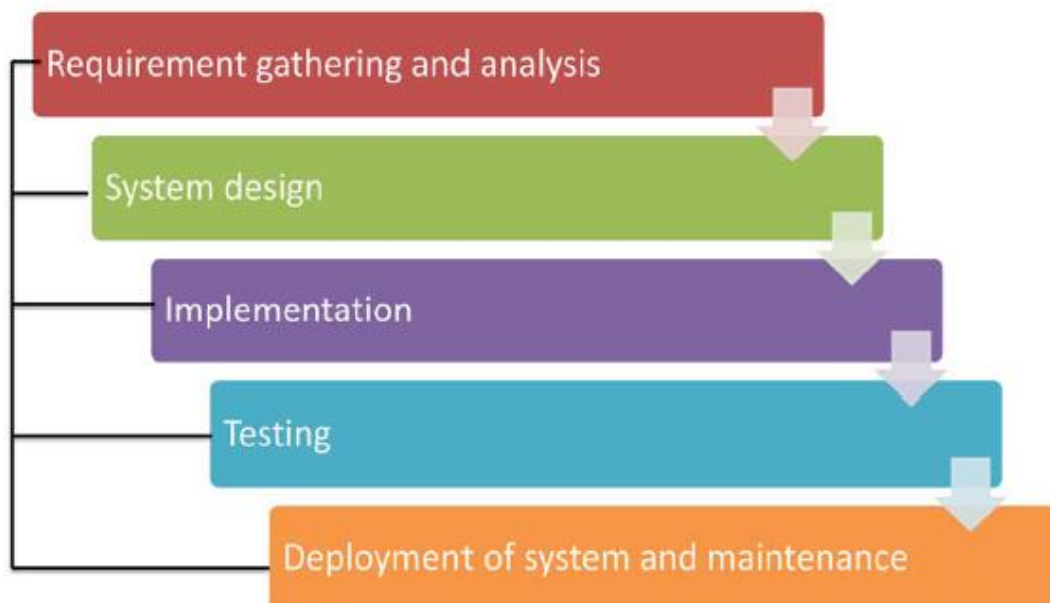 Requirement gathering and analysis
System design
Implementation
Testing
Deployment of system and maintenance